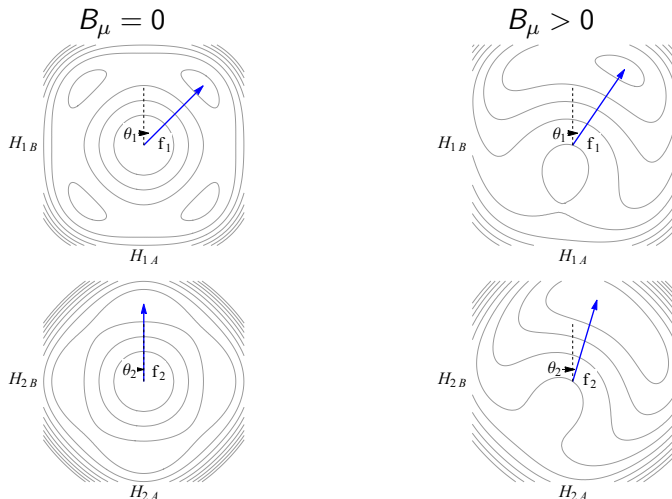 B_μ = 0
B_μ > 0
H_{1B}
θ_1
f_1
H_{1A}
H_{1B}
θ_1
f_1
H_{1A}
H_{2B}
θ_2
f_2
H_{2A}
H_{2B}
θ_2
f_2
H_{2A}